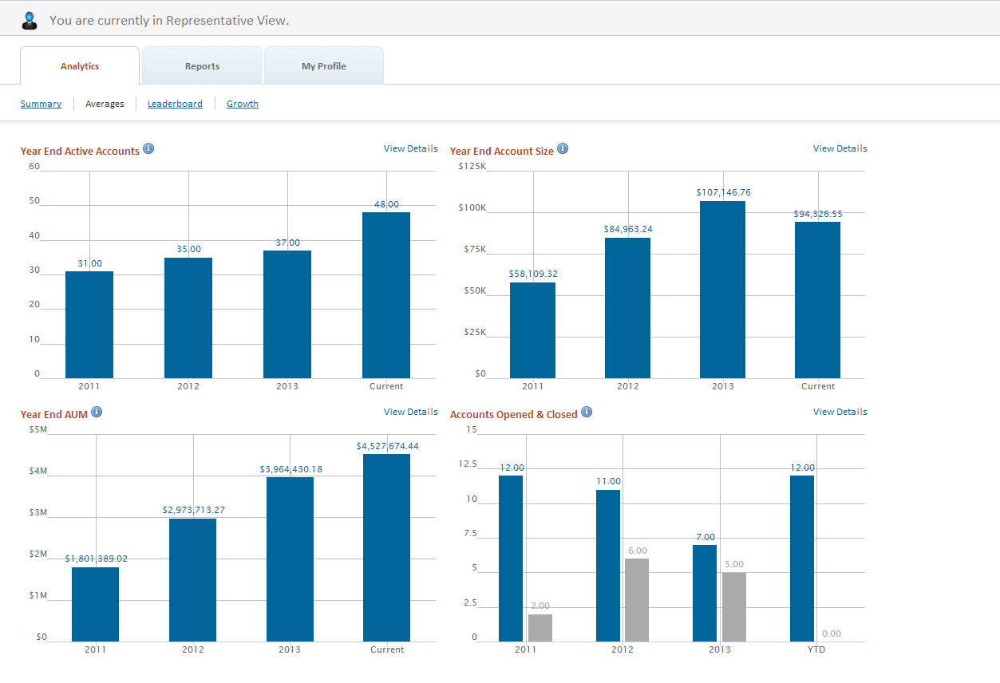 You are currently in Representative View.
Analytics
Reports
My Profile
Summary
Averages
Leaderboard
Growth
Year End Active Accounts
View Details
60
50
40
30
20
10
0
31.00
35.00
37.00
48.00
2011
2012
2013
Current
Year End Account Size
View Details
$125K
$100K
$75K
$50K
$25K
$0
$58,109.32
$84,963.24
$107,146.76
$94,326.55
2011
2012
2013
Current
Year End AUM
View Details
$5M
$4M
$3M
$2M
$1M
$0
$1,801,389.02
$2,973,713.27
$3,964,430.18
$4,527,674.44
2011
2012
2013
Current
Accounts Opened & Closed
View Details
15
12.5
10
7.5
5
2.5
0
12.00
2.00
11.00
6.00
7.00
5.00
12.00
0.00
2011
2012
2013
YTD